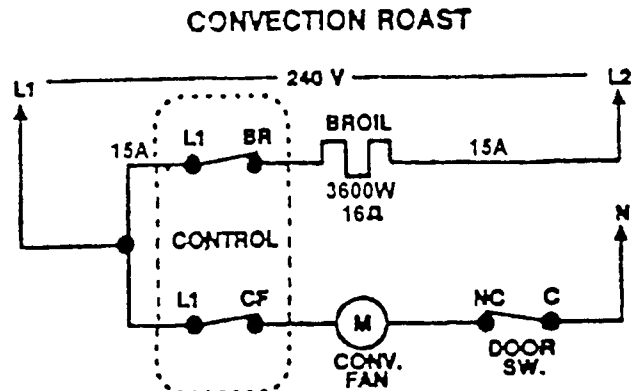 CONVECTION ROAST
L1 240 V L2
BROIL
15A L1 BR 15A
3600W
16Ω
N
CONTROL
L1 CF M NC C
CONV.
FAN
DOOR
SW.